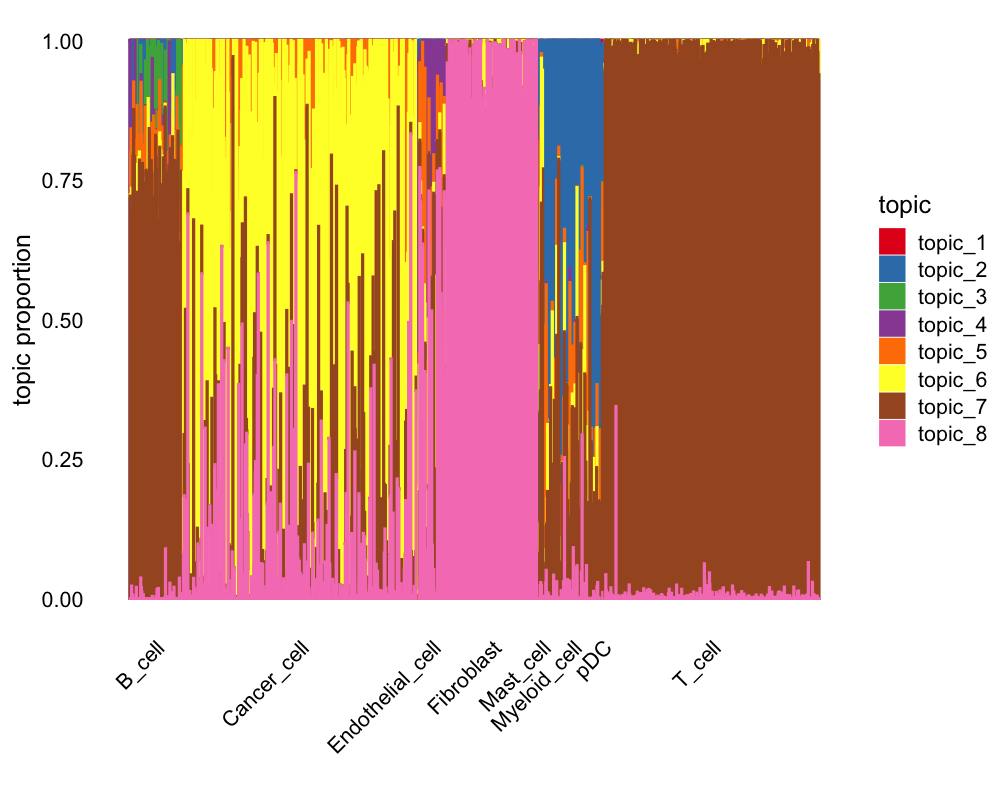 topic proportion
1.00
0.75
0.50
0.25
0.00
B_cell
Cancer_cell
Endothelial_cell
Fibroblast
Mast_cell
Myeloid_cell
pDC
T_cell
topic
topic_1
topic_2
topic_3
topic_4
topic_5
topic_6
topic_7
topic_8